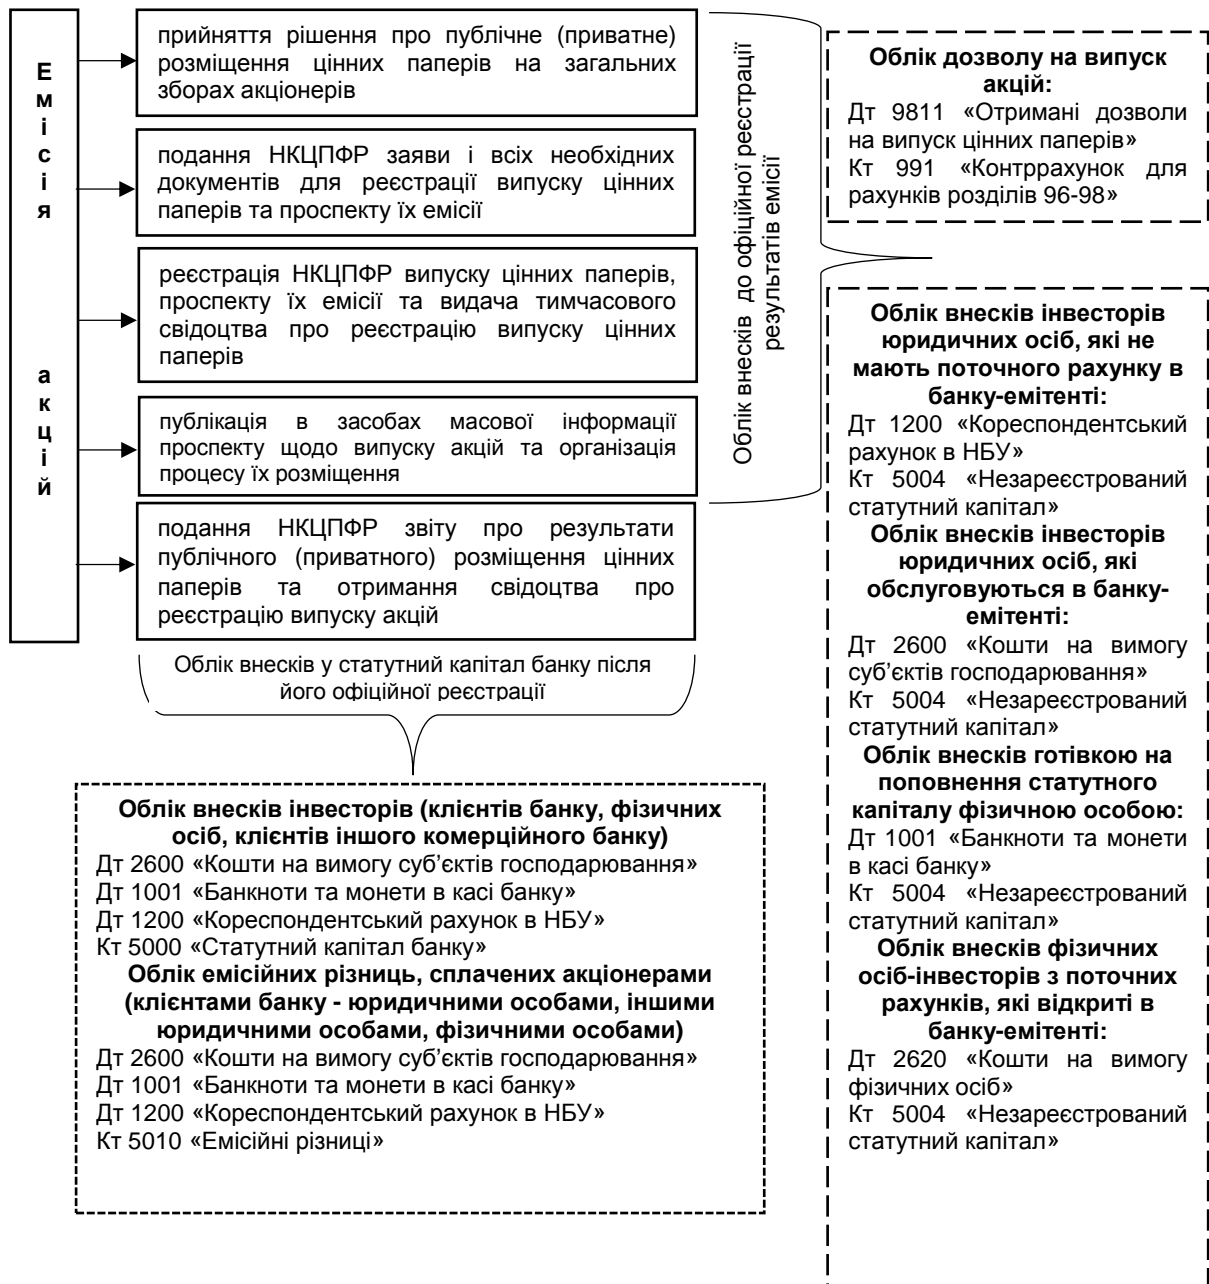 Емісія акцій
прийняття рішення про публічне (приватне)
розміщення цінних паперів на загальних
зборах акціонерів
подання НКЦПФР заяви і всіх необхідних
документів для реєстрації випуску цінних
паперів та проспекту їх емісії
реєстрація НКЦПФР випуску цінних паперів,
проспекту їх емісії та видача тимчасового
свідоцтва про реєстрацію випуску цінних
паперів
публікація в засобах масової інформації
проспекту щодо випуску акцій та організація
процесу їх розміщення
подання НКЦПФР звіту про результати
публічного (приватного) розміщення цінних
паперів та отримання свідоцтва про
реєстрацію випуску акцій
Облік внесків до офіційної реєстрації
результатів емісії
Облік дозволу на випуск
акцій:
Дт 9811 «Отримані дозволи
на випуск цінних паперів»
Кт 991 «Контррахунок для
рахунків розділів 96-98»
Облік внесків інвесторів
юридичних осіб, які не
мають поточного рахунку в
банку-емітенті:
Дт 1200 «Кореспондентський
рахунок в НБУ»
Кт 5004 «Незареєстрований
статутний капітал»
Облік внесків інвесторів
юридичних осіб, які
обслуговуються в банку-
емітенті:
Дт 2600 «Кошти на вимогу
суб’єктів господарювання»
Кт 5004 «Незареєстрований
статутний капітал»
Облік внесків готівкою на
поповнення статутного
капіталу фізичною особою:
Дт 1001 «Банкноти та монети
в касі банку»
Кт 5004 «Незареєстрований
статутний капітал»
Облік внесків фізичних
осіб-інвесторів з поточних
рахунків, які відкриті в
банку-емітенті:
Дт 2620 «Кошти на вимогу
фізичних осіб»
Кт 5004 «Незареєстрований
статутний капітал»
Облік внесків у статутний капітал банку після
його офіційної реєстрації
Облік внесків інвесторів (клієнтів банку, фізичних
осіб, клієнтів іншого комерційного банку)
Дт 2600 «Кошти на вимогу суб’єктів господарювання»
Дт 1001 «Банкноти та монети в касі банку»
Дт 1200 «Кореспондентський рахунок в НБУ»
Кт 5000 «Статутний капітал банку»
Облік емісійних різниць, сплачених акціонерами
(клієнтами банку - юридичними особами, іншими
юридичними особами, фізичними особами)
Дт 2600 «Кошти на вимогу суб’єктів господарювання»
Дт 1001 «Банкноти та монети в касі банку»
Дт 1200 «Кореспондентський рахунок в НБУ»
Кт 5010 «Емісійні різниці»